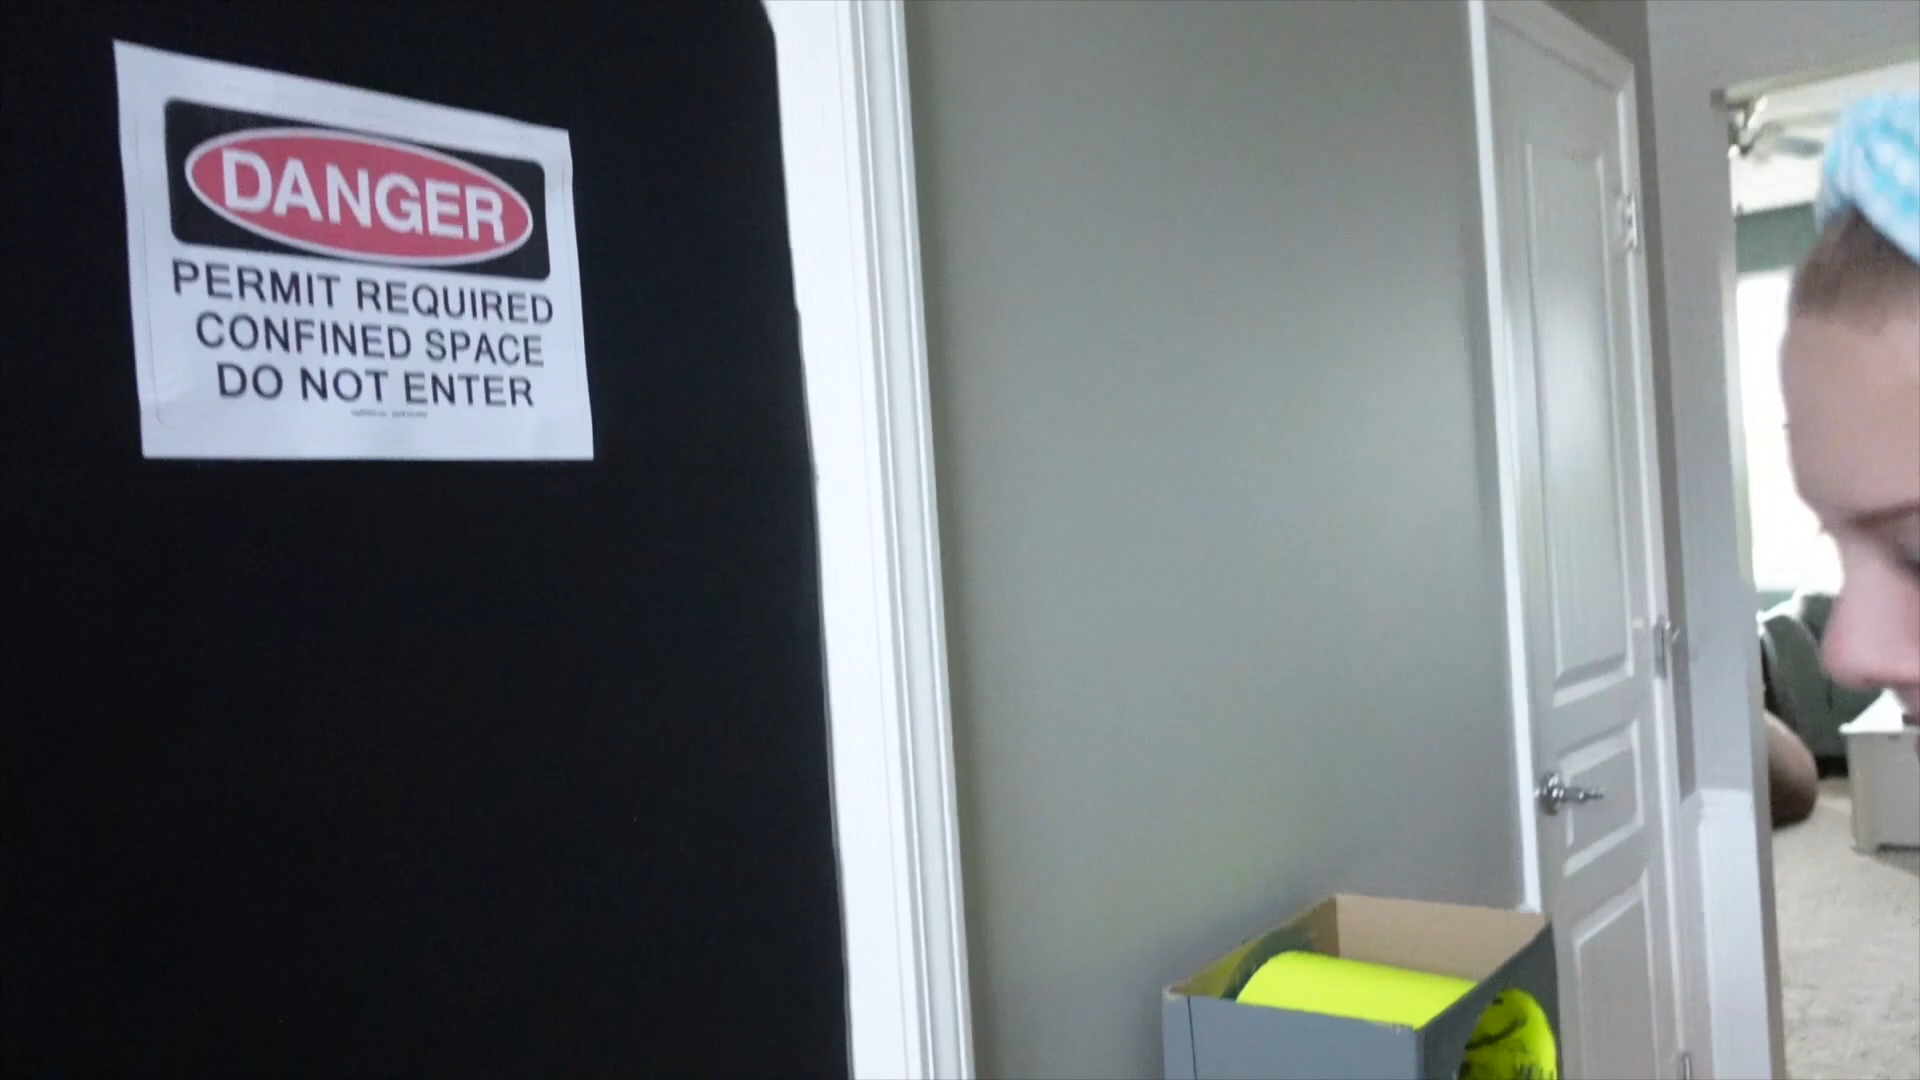 DANGER
PERMIT REQUIRED
CONFINED SPACE
DO NOT ENTER